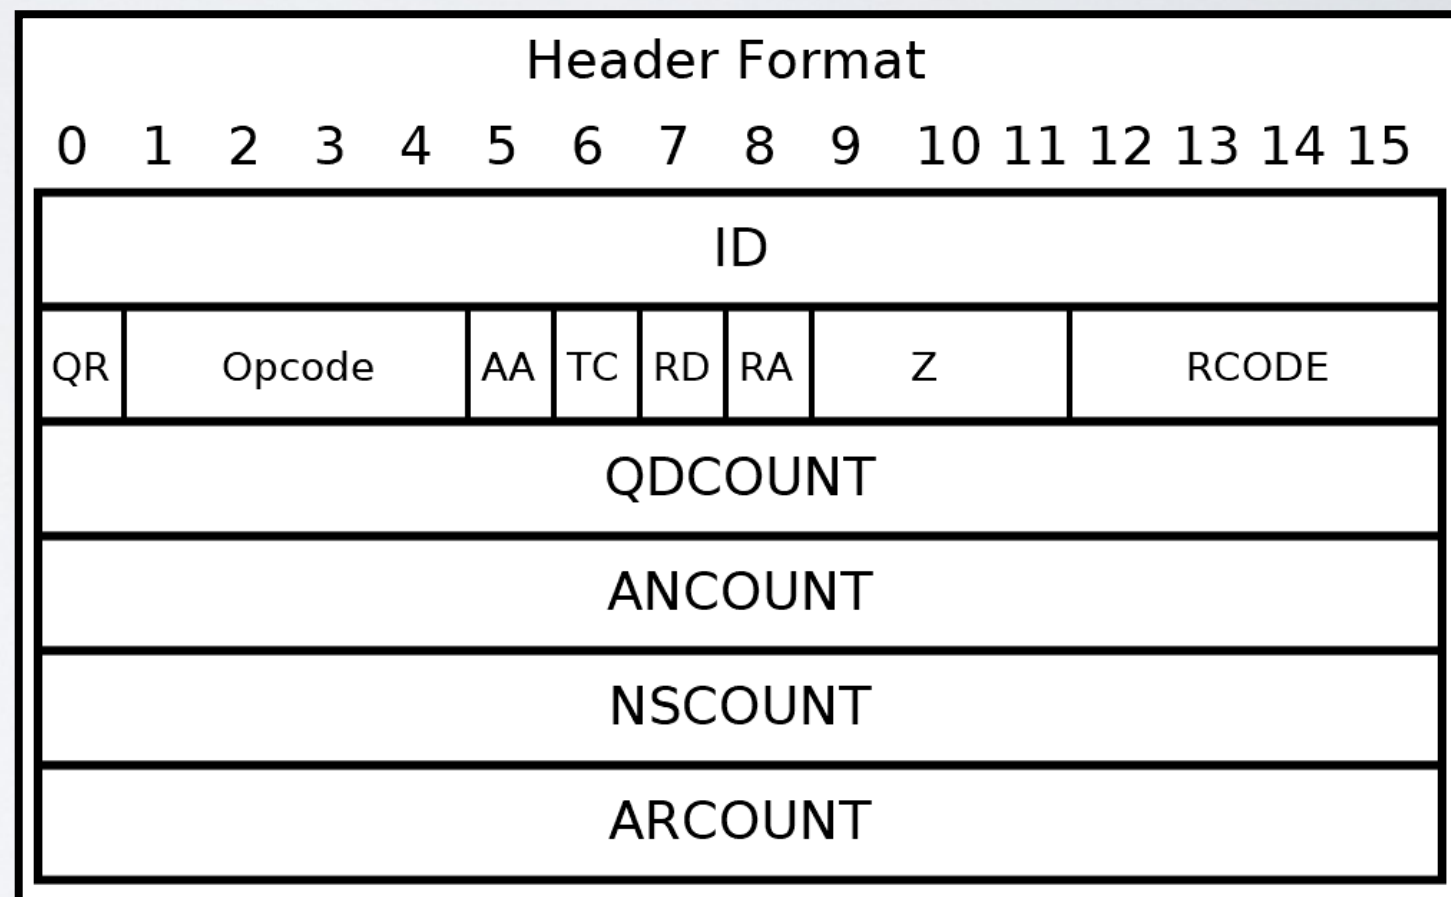 Header Format
0 1 2 3 4 5 6 7 8 9 10 11 12 13 14 15
ID
QR Opcode AA TC RD RA Z RCODE
QDCOUNT
ANCOUNT
NSCOUNT
ARCOUNT